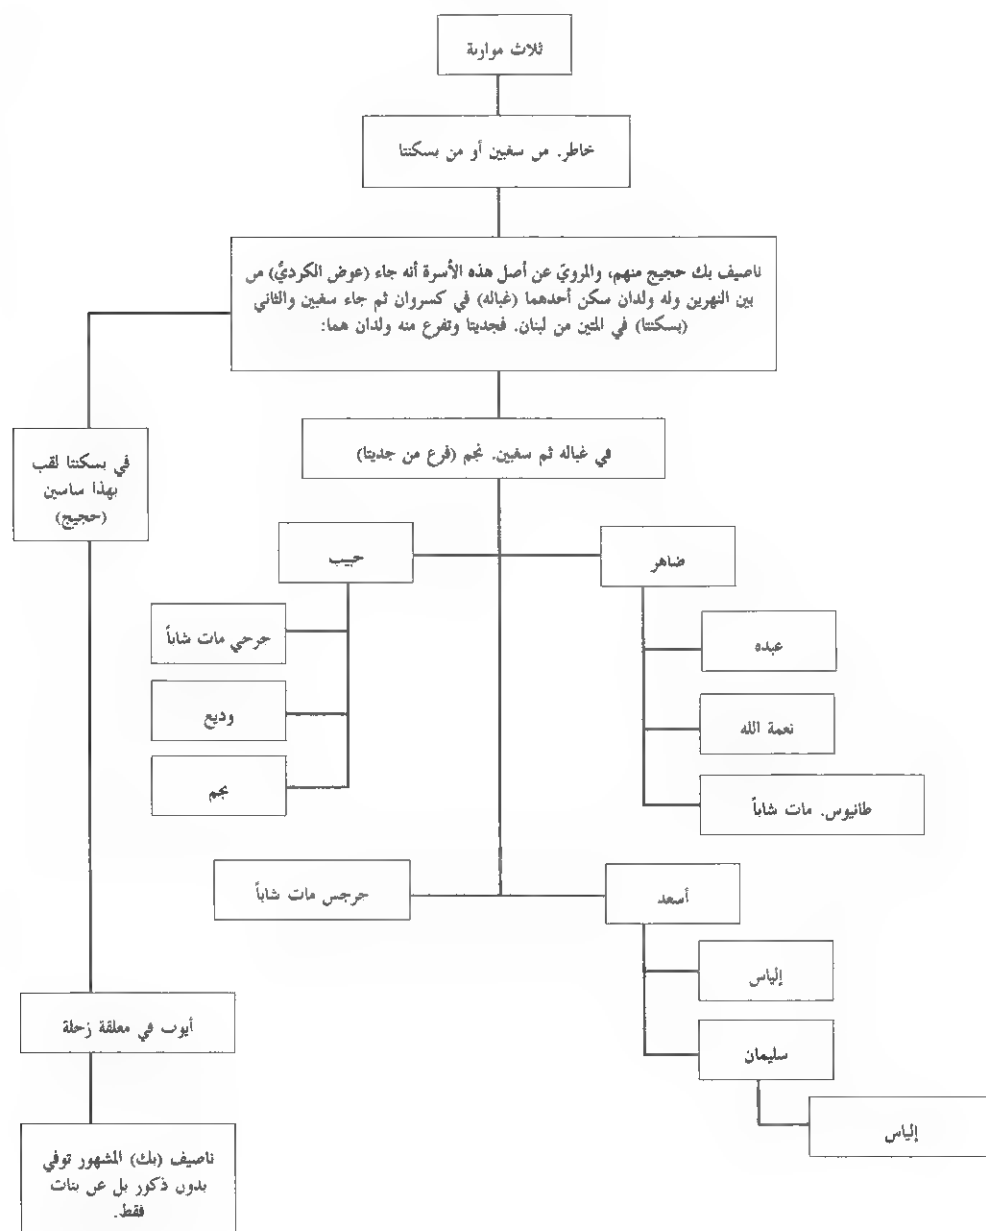 ثلاث موارنة
خاطر. من سغبين أو من بسكنتا
ناصيف بك حجيج منهم، والمرويّ عن أصل هذه الأسرة أنه جاء (عوض الكرديّ) من
بين النهرين وله ولدان سكن أحدهما (غباله) في كسروان ثم جاء سغبين والثاني
(بسكنتا) في المتين من لبنان. فجديتا وتفرع منه ولدان هما:
في غباله ثم سغبين. نجم (فرع من جديتا)
في بسكنتا لقب
بهذا ساسين
(حجيج)
ضاهر
حبيب
عبده
نعمة الله
طانيوس. مات شاباً
جرجي مات شاباً
وديع
نجم
أسعد
جرجس مات شاباً
إلياس
سليمان
إلياس
أيوب في معلقة زحلة
ناصيف (بك) المشهور توفي
بدون ذكور بل عن بنات
فقط.